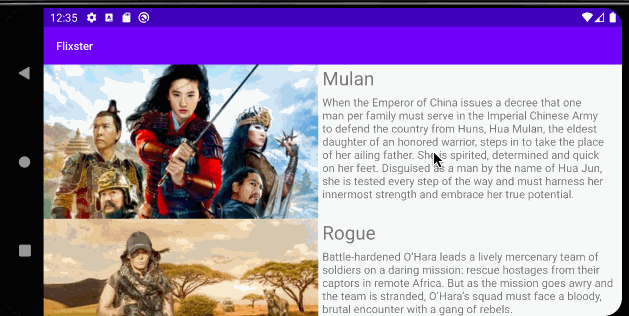 12:35
Flixster
Mulan
When the Emperor of China issues a decree that one
man per family must serve in the Imperial Chinese Army
to defend the country from Huns, Hua Mulan, the eldest
daughter of an honored warrior, steps in to take the place
of her ailing father. She is spirited, determined and quick
on her feet. Disguised as a man by the name of Hua Jun,
she is tested every step of the way and must harness her
innermost strength and embrace her true potential.
Rogue
Battle-hardened O'Hara leads a lively mercenary team of
soldiers on a daring mission: rescue hostages from their
captors in remote Africa. But as the mission goes awry and
the team is stranded, O'Hara's squad must face a bloody,
brutal encounter with a gang of rebels.